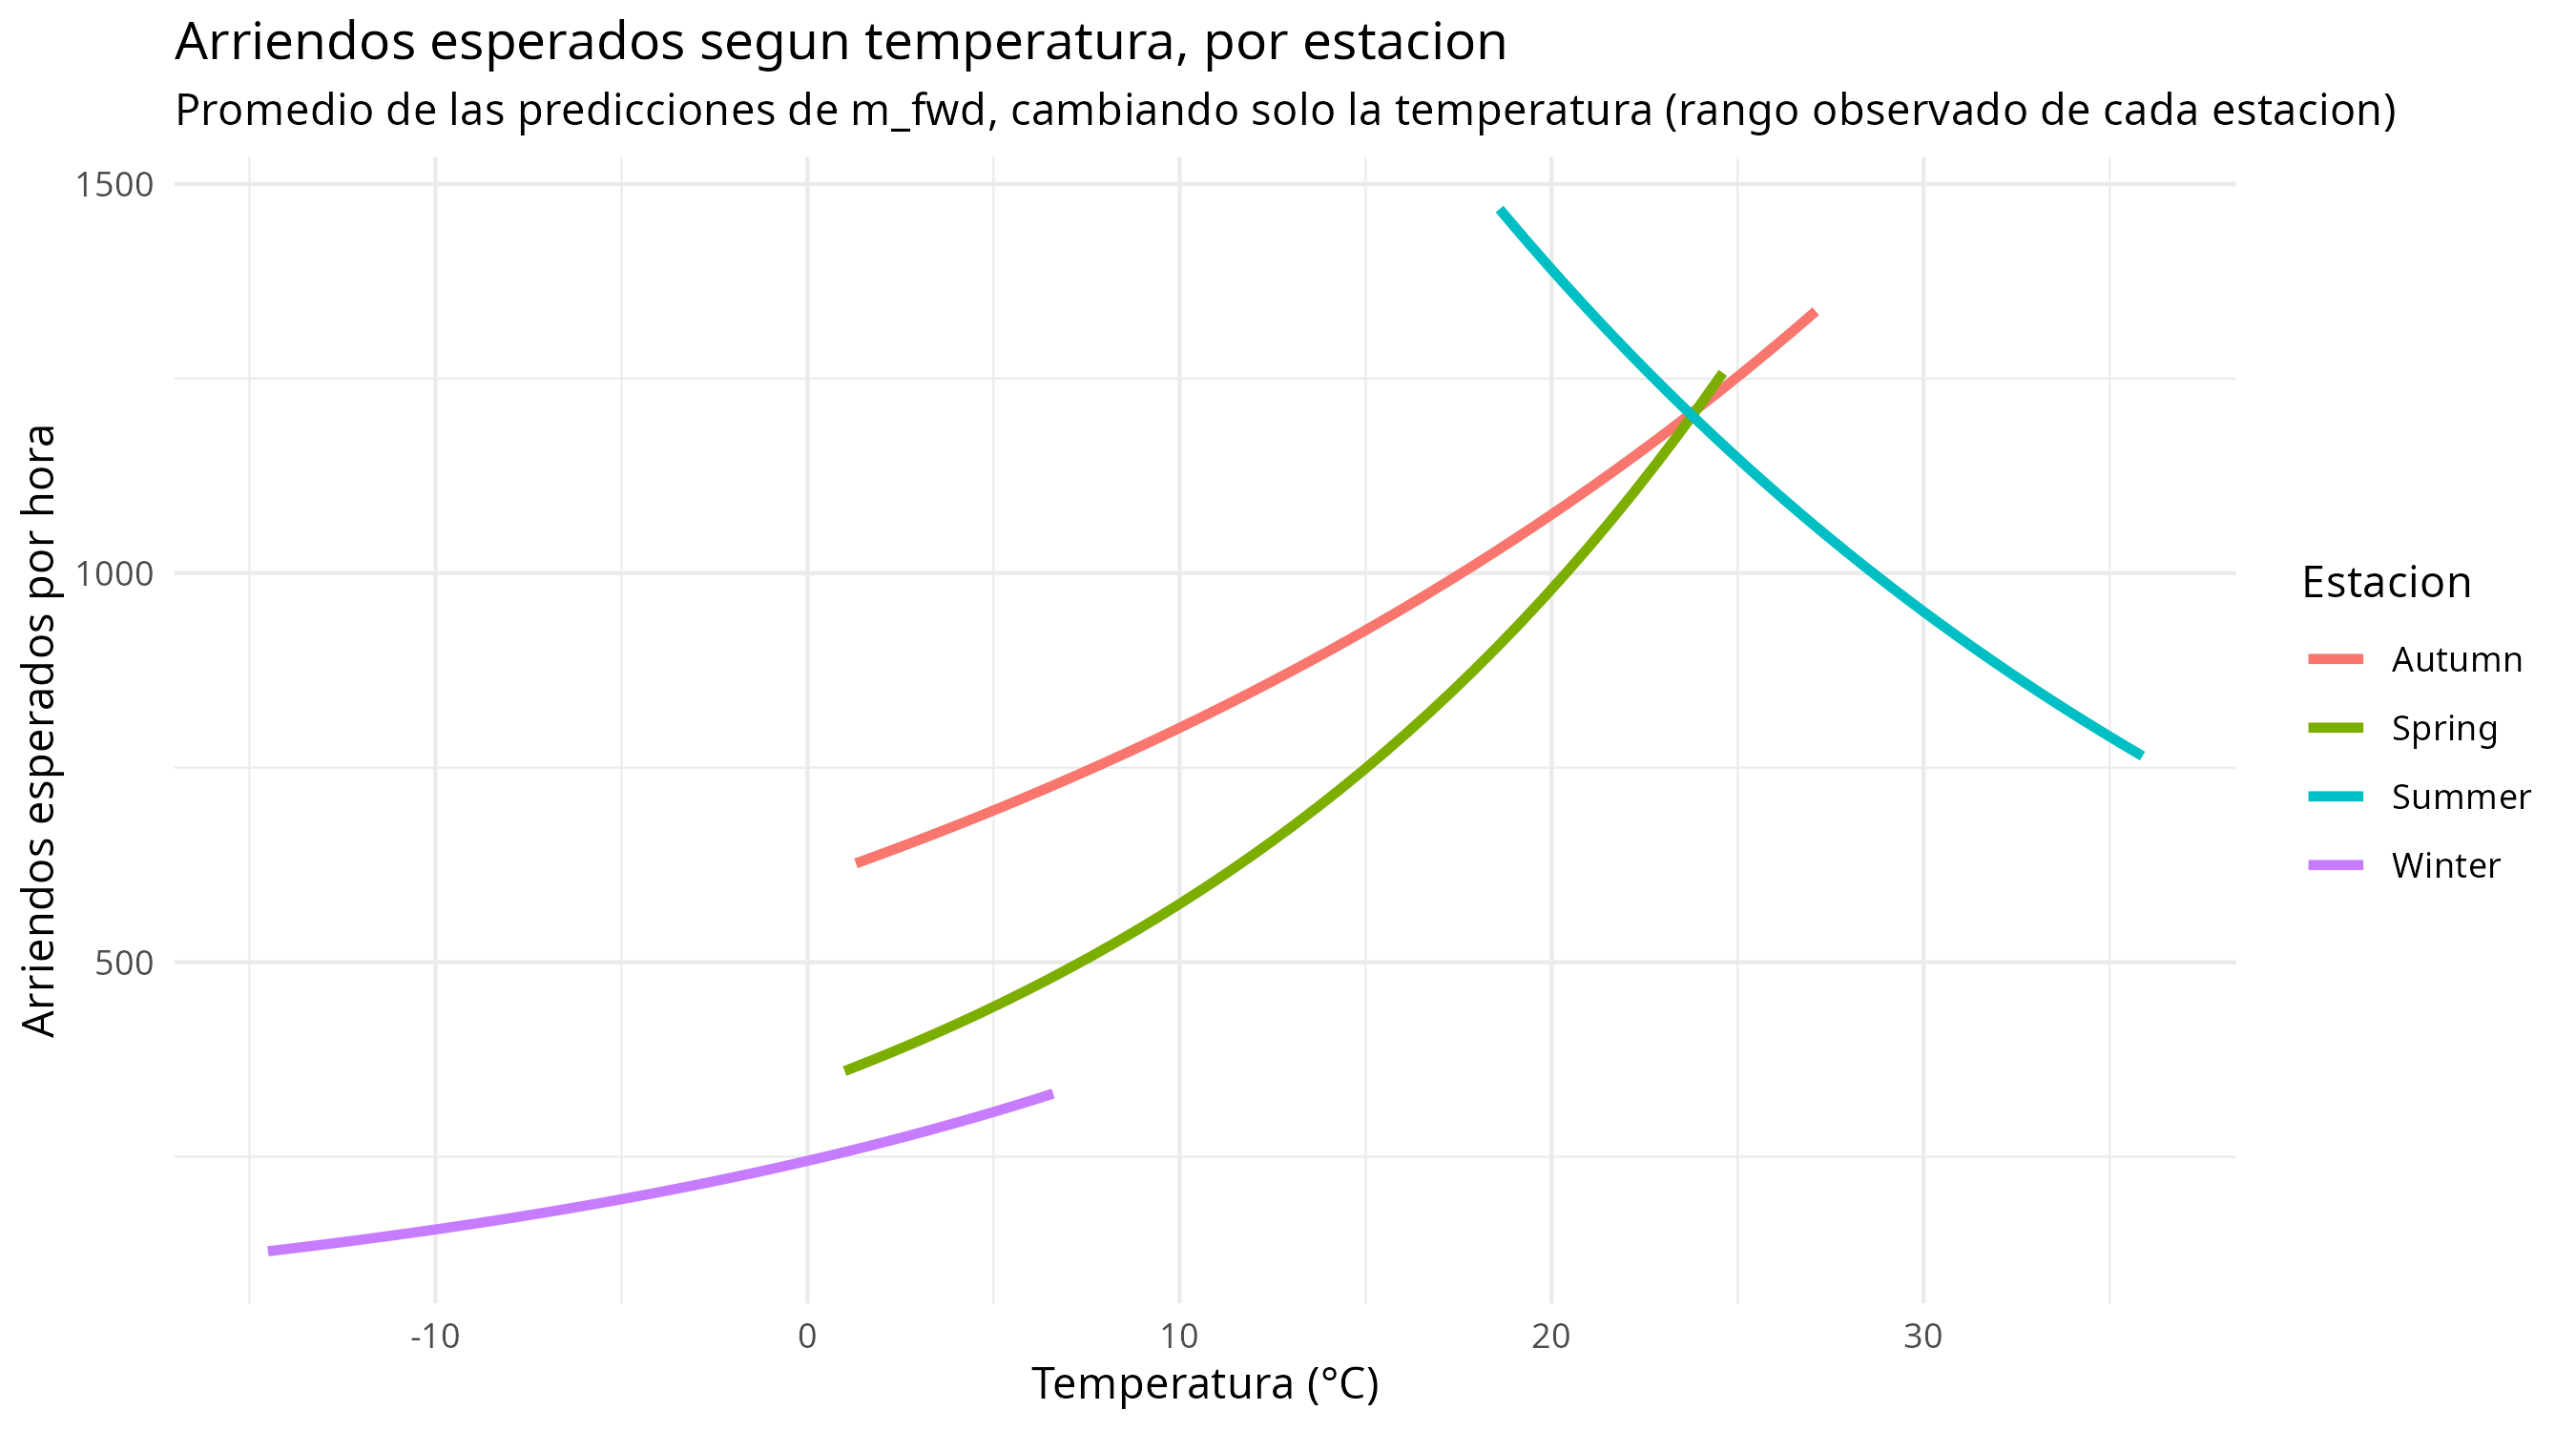 Arriendos esperados segun temperatura, por estacion
Promedio de las predicciones de m_fwd, cambiando solo la temperatura (rango observado de cada estacion)
Arriendos esperados por hora
1500
1000
500
-10
0
10
20
30
Temperatura (°C)
Estacion
Autumn
Spring
Summer
Winter